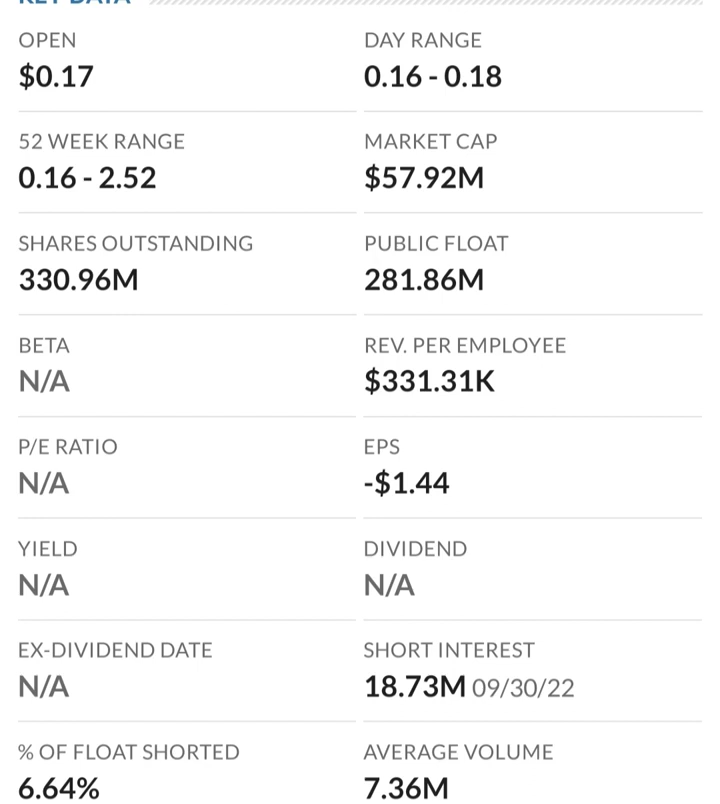 KEY DATA
OPEN
$0.17
DAY RANGE
0.16 - 0.18
52 WEEK RANGE
0.16 - 2.52
MARKET CAP
$57.92M
SHARES OUTSTANDING
330.96M
PUBLIC FLOAT
281.86M
BETA
N/A
REV. PER EMPLOYEE
$331.31K
P/E RATIO
N/A
EPS
-$1.44
YIELD
N/A
DIVIDEND
N/A
EX-DIVIDEND DATE
N/A
SHORT INTEREST
18.73M 09/30/22
% OF FLOAT SHORTED
6.64%
AVERAGE VOLUME
7.36M